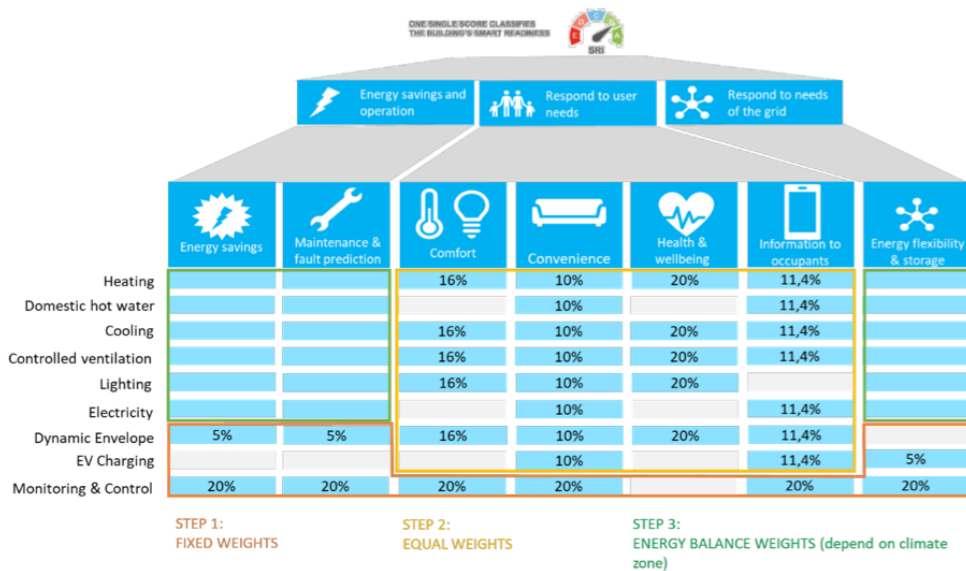 ONE SINGLE SCORE CLASSIFIES
THE BUILDING'S SMART READINESS
E D C B A
SRI
Energy savings and
operation
Respond to user
needs
Respond to needs
of the grid
Energy savings
Maintenance &
fault prediction
Comfort
Convenience
Health &
wellbeing
Information to
occupants
Energy flexibility
& storage
Heating 16% 10% 20% 11,4%
Domestic hot water 10% 11,4%
Cooling 16% 10% 20% 11,4%
Controlled ventilation 16% 10% 20% 11,4%
Lighting 16% 10% 20%
Electricity 10% 11,4%
Dynamic Envelope 5% 5% 16% 10% 20% 11,4%
EV Charging 10% 11,4% 5%
Monitoring & Control 20% 20% 20% 20% 20% 20%
STEP 1:
FIXED WEIGHTS
STEP 2:
EQUAL WEIGHTS
STEP 3:
ENERGY BALANCE WEIGHTS (depend on climate
zone)